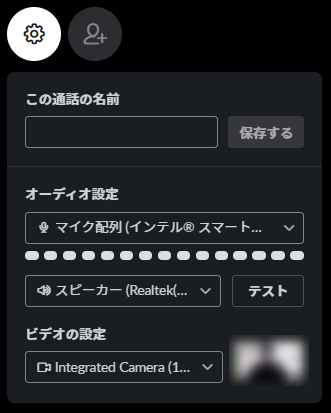 この通話の名前
保存する
オーディオ設定
マイク配列 (インテル® スマート...
スピーカー (Realtek(...
テスト
ビデオの設定
Integrated Camera (1...